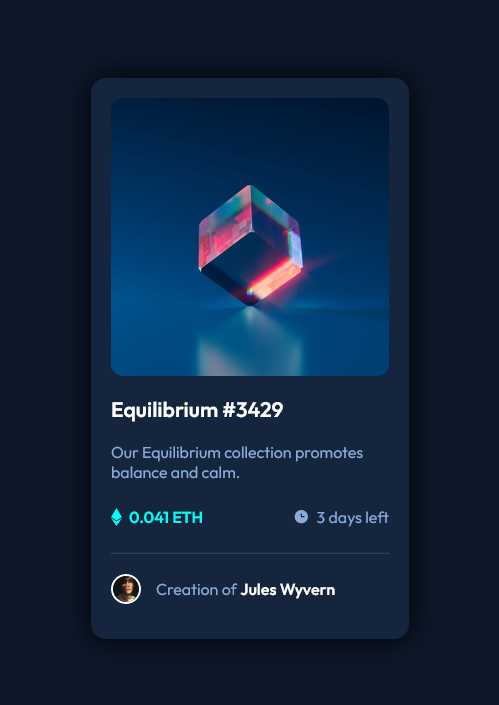 Equilibrium #3429
Our Equilibrium collection promotes
balance and calm.
0.041 ETH
3 days left
Creation of Jules Wyvern